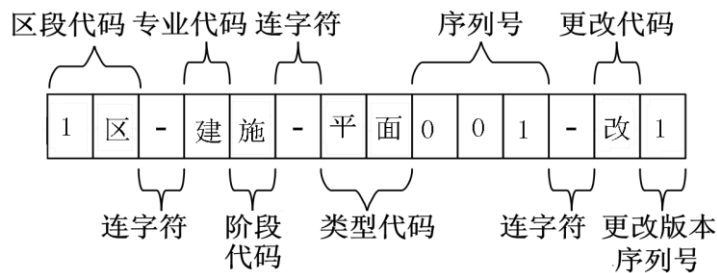 区段代码 专业代码 连字符 序列号 更改代码
1区-建施-平面001-改1
连字符 阶段 类型代码 连字符 更改版本
代码 序列号